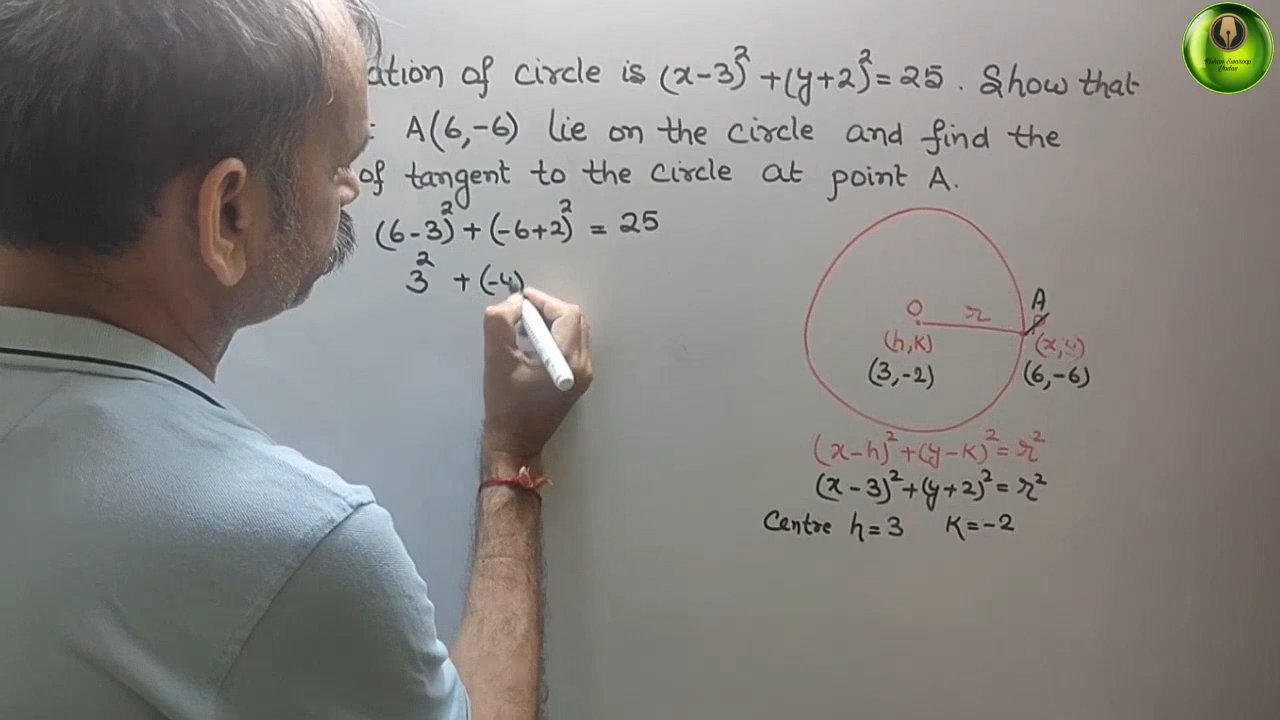 ation of circle is (x-3)² + (y+2)² = 25. Show that
: A(6,-6) lie on the circle and find the
of tangent to the circle at point A.
(6-3)² + (-6+2)² = 25
3² + (-4)
A
O r
(h,k) (x,y)
(3,-2) (6,-6)
(x-h)² + (y-k)² = r²
(x-3)² + (y+2)² = r²
Centre h=3 K=-2